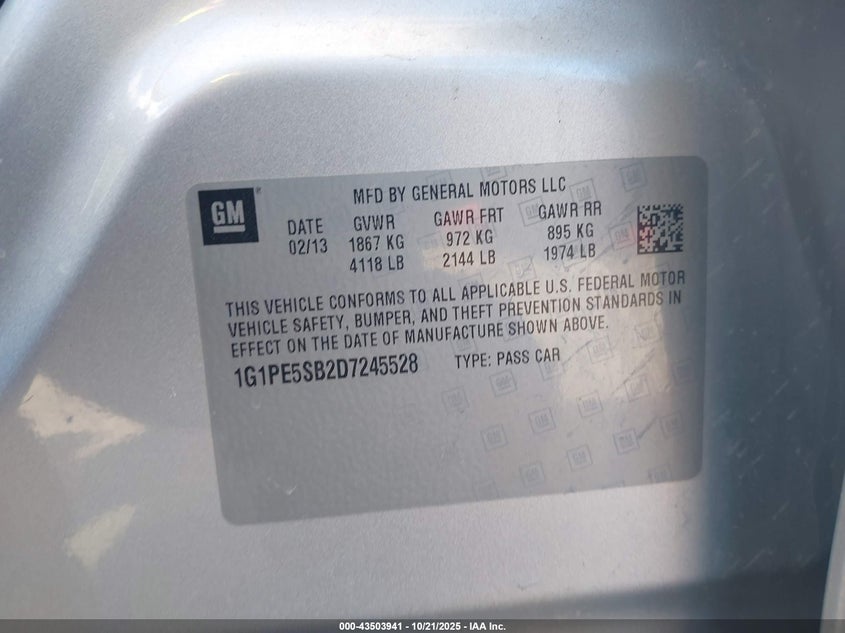 GM
MFD BY GENERAL MOTORS LLC
DATE GVWR GAWR FRT GAWR RR
02/13 1867 KG 972 KG 895 KG
4118 LB 2144 LB 1974 LB
THIS VEHICLE CONFORMS TO ALL APPLICABLE U.S. FEDERAL MOTOR
VEHICLE SAFETY, BUMPER, AND THEFT PREVENTION STANDARDS IN
EFFECT ON THE DATE OF MANUFACTURE SHOWN ABOVE.
1G1PE5SB2D7245528 TYPE: PASS CAR
000-43503941 - 10/21/2025 - IAA Inc.